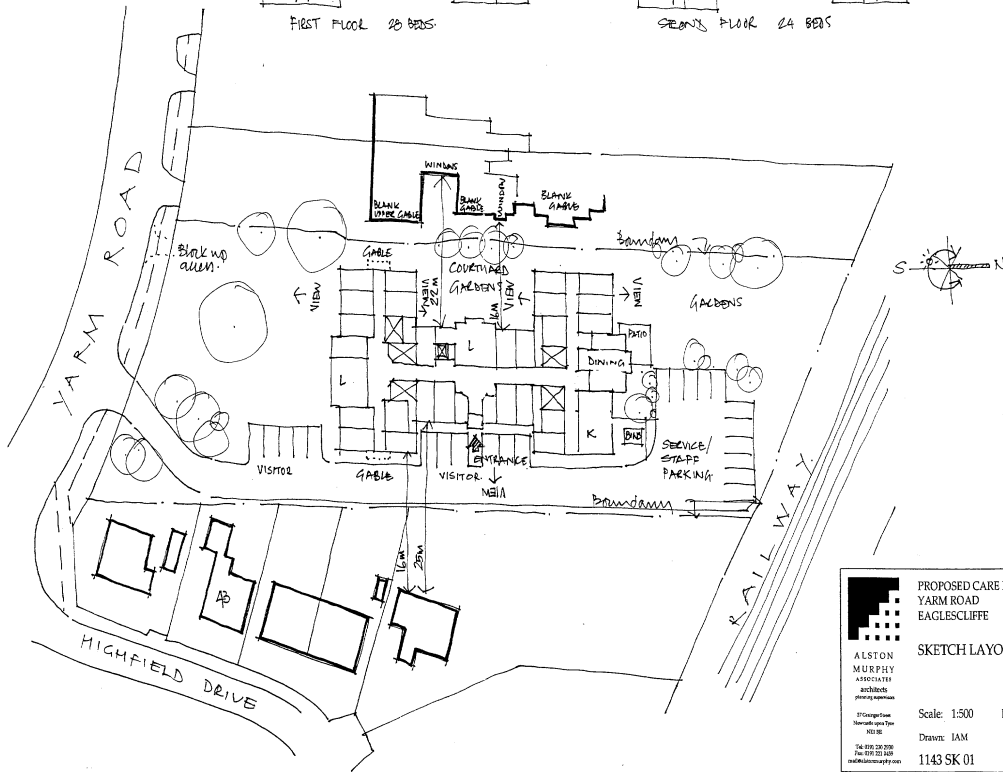 FIRST FLOOR 28 BEDS.
SECOND FLOOR 24 BEDS
YARM ROAD
WINDOWS
WINDOW
BLANK
UPPER GABLE
BLANK
GABLE
BLANK
GABLE
Block up
GABLE
COURTYARD
GARDENS
Boundary
VIEW
VIEW
22M
16M
VIEW
VIEW
GARDENS
S
N
PATIO
L
DINING
L
K
BINS
VISITOR
GABLE
VISITOR.
ENTRANCE
VIEW
SERVICE/
STAFF
PARKING
Boundary
16M
25M
RAILWAY
HIGHFIELD DRIVE
PROPOSED CARE
YARM ROAD
EAGLESCLIFFE
SKETCH LAYO
ALSTON
MURPHY
ASSOCIATES
architects
planning supervisors
Scale: 1:500
Drawn: IAM
1143 SK 01